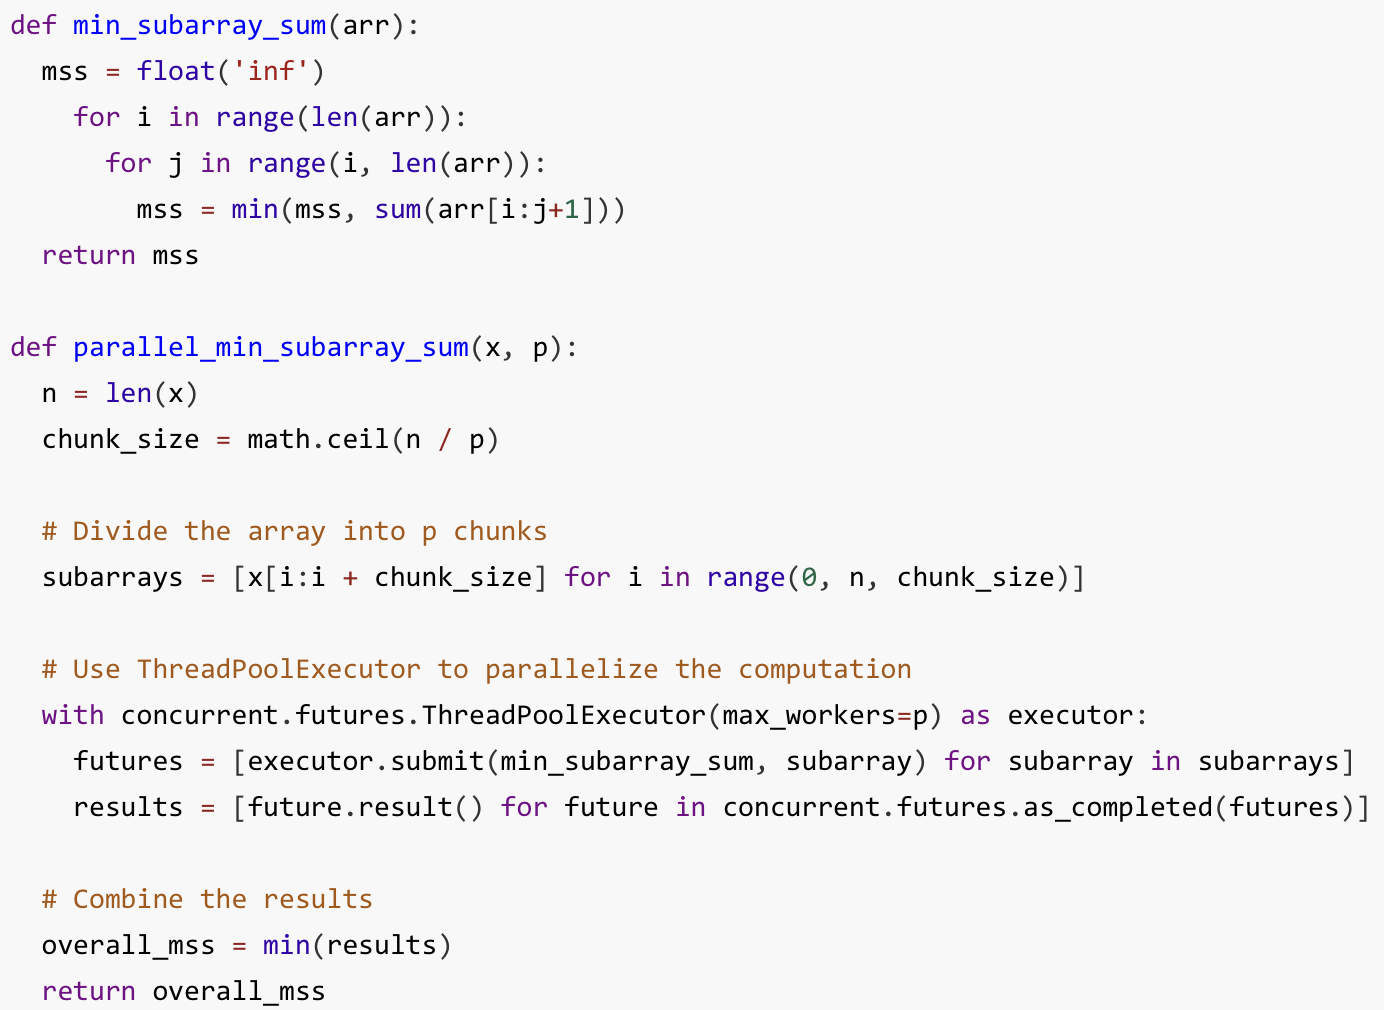 def min_subarray_sum(arr):
  mss = float('inf')
    for i in range(len(arr)):
      for j in range(i, len(arr)):
        mss = min(mss, sum(arr[i:j+1]))
  return mss

def parallel_min_subarray_sum(x, p):
  n = len(x)
  chunk_size = math.ceil(n / p)

  # Divide the array into p chunks
  subarrays = [x[i:i + chunk_size] for i in range(0, n, chunk_size)]

  # Use ThreadPoolExecutor to parallelize the computation
  with concurrent.futures.ThreadPoolExecutor(max_workers=p) as executor:
    futures = [executor.submit(min_subarray_sum, subarray) for subarray in subarrays]
    results = [future.result() for future in concurrent.futures.as_completed(futures)]

  # Combine the results
  overall_mss = min(results)
  return overall_mss